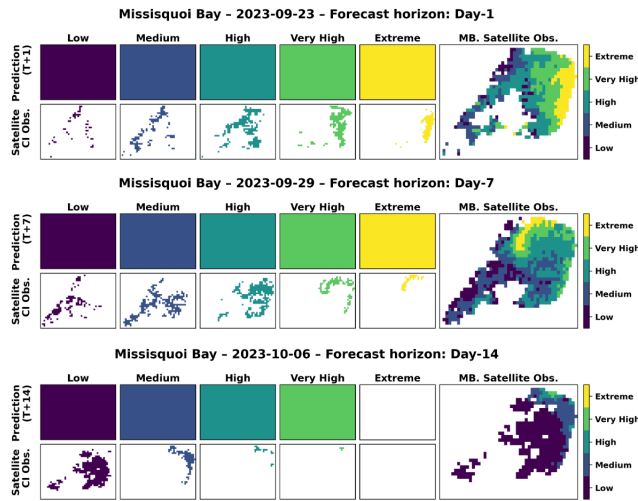 Missisquoi Bay – 2023-09-23 – Forecast horizon: Day-1
Low Medium High Very High Extreme MB. Satellite Obs.
Prediction
(T+1)
Satellite
CI Obs.
Extreme
Very High
High
Medium
Low
Missisquoi Bay – 2023-09-29 – Forecast horizon: Day-7
Low Medium High Very High Extreme MB. Satellite Obs.
Prediction
(T+7)
Satellite
CI Obs.
Extreme
Very High
High
Medium
Low
Missisquoi Bay – 2023-10-06 – Forecast horizon: Day-14
Low Medium High Very High Extreme MB. Satellite Obs.
Prediction
(T+14)
Satellite
CI Obs.
Extreme
Very High
High
Medium
Low